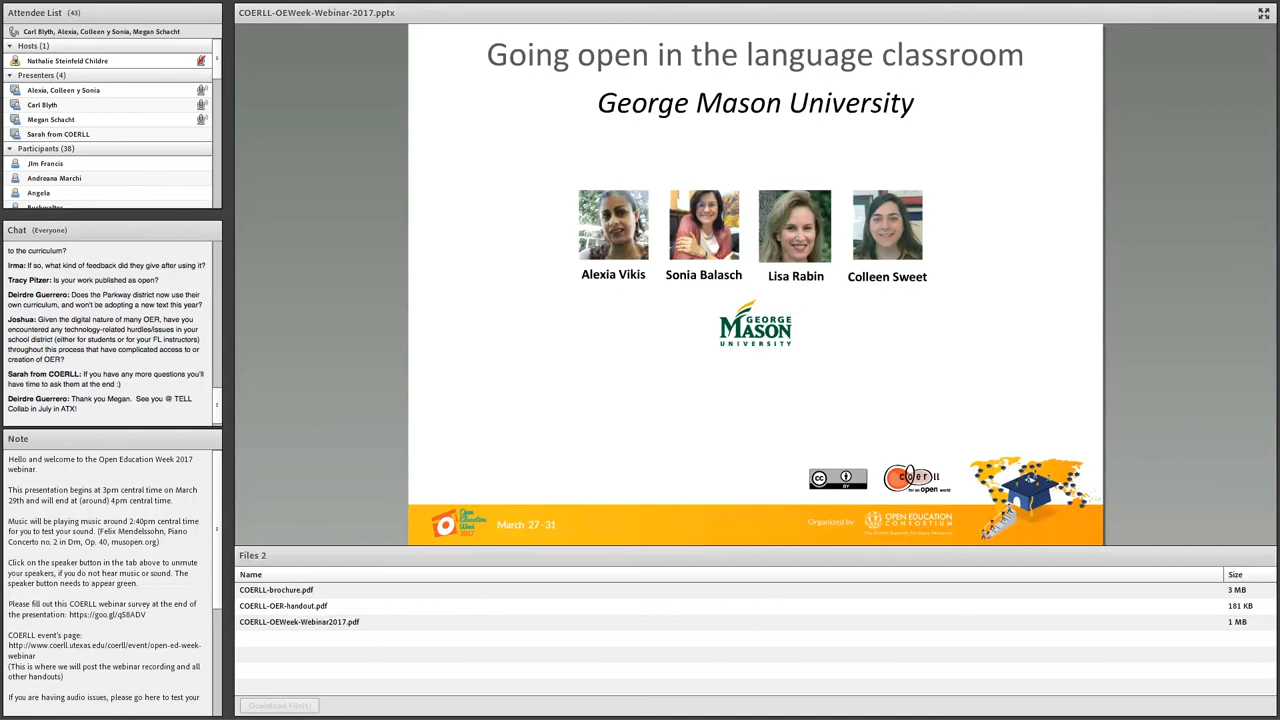 Attendee List (43)
Carl Blyth, Alexia, Colleen y Sonia, Megan Schacht
Hosts (1)
Nathalie Steinfeld Childre
Presenters (4)
Alexia, Colleen y Sonia
Carl Blyth
Megan Schacht
Sarah from COERLL
Participants (38)
Jim Francis
Andreana Marchi
Angela
Chat (Everyone)
to the curriculum?
Irma: If so, what kind of feedback did they give after using it?
Tracy Pitzer: Is your work published as open?
Deirdre Guerrero: Does the Parkway district now use their
own curriculum, and won't be adopting a new text this year?
Joshua: Given the digital nature of many OER, have you
encountered any technology-related hurdles/issues in your
school district (either for students or for your FL instructors)
throughout this process that have complicated access to or
creation of OER?
Sarah from COERLL: If you have any more questions you'll
have time to ask them at the end :)
Deirdre Guerrero: Thank you Megan. See you @ TELL
Collab in July in ATX!
Note
Hello and welcome to the Open Education Week 2017
webinar.
This presentation begins at 3pm central time on March
29th and will end at (around) 4pm central time.
Music will be playing music around 2:40pm central time
for you to test your sound. (Felix Mendelssohn, Piano
Concerto no. 2 in Dm, Op. 40, musopen.org)
Click on the speaker button in the tab above to unmute
your speakers, if you do not hear music or sound. The
speaker button needs to appear green.
Please fill out this COERLL webinar survey at the end of
the presentation: https://goo.gl/qS8ADV
COERLL event's page:
http://www.coerll.utexas.edu/coerll/event/open-ed-week-
webinar
(This is where we will post the webinar recording and all
other handouts)
If you are having audio issues, please go here to test your
COERLL-OEWeek-Webinar-2017.pptx
Going open in the language classroom
George Mason University
Alexia Vikis
Sonia Balasch
Lisa Rabin
Colleen Sweet
GEORGE
MASON
UNIVERSITY
cc BY
coerll
for an open world
Open
Education
Week
2017
March 27-31
Organized by
OPEN EDUCATION
CONSORTIUM
Files 2
Name Size
COERLL-brochure.pdf 3 MB
COERLL-OER-handout.pdf 181 KB
COERLL-OEWeek-Webinar2017.pdf 1 MB
Download File(s)